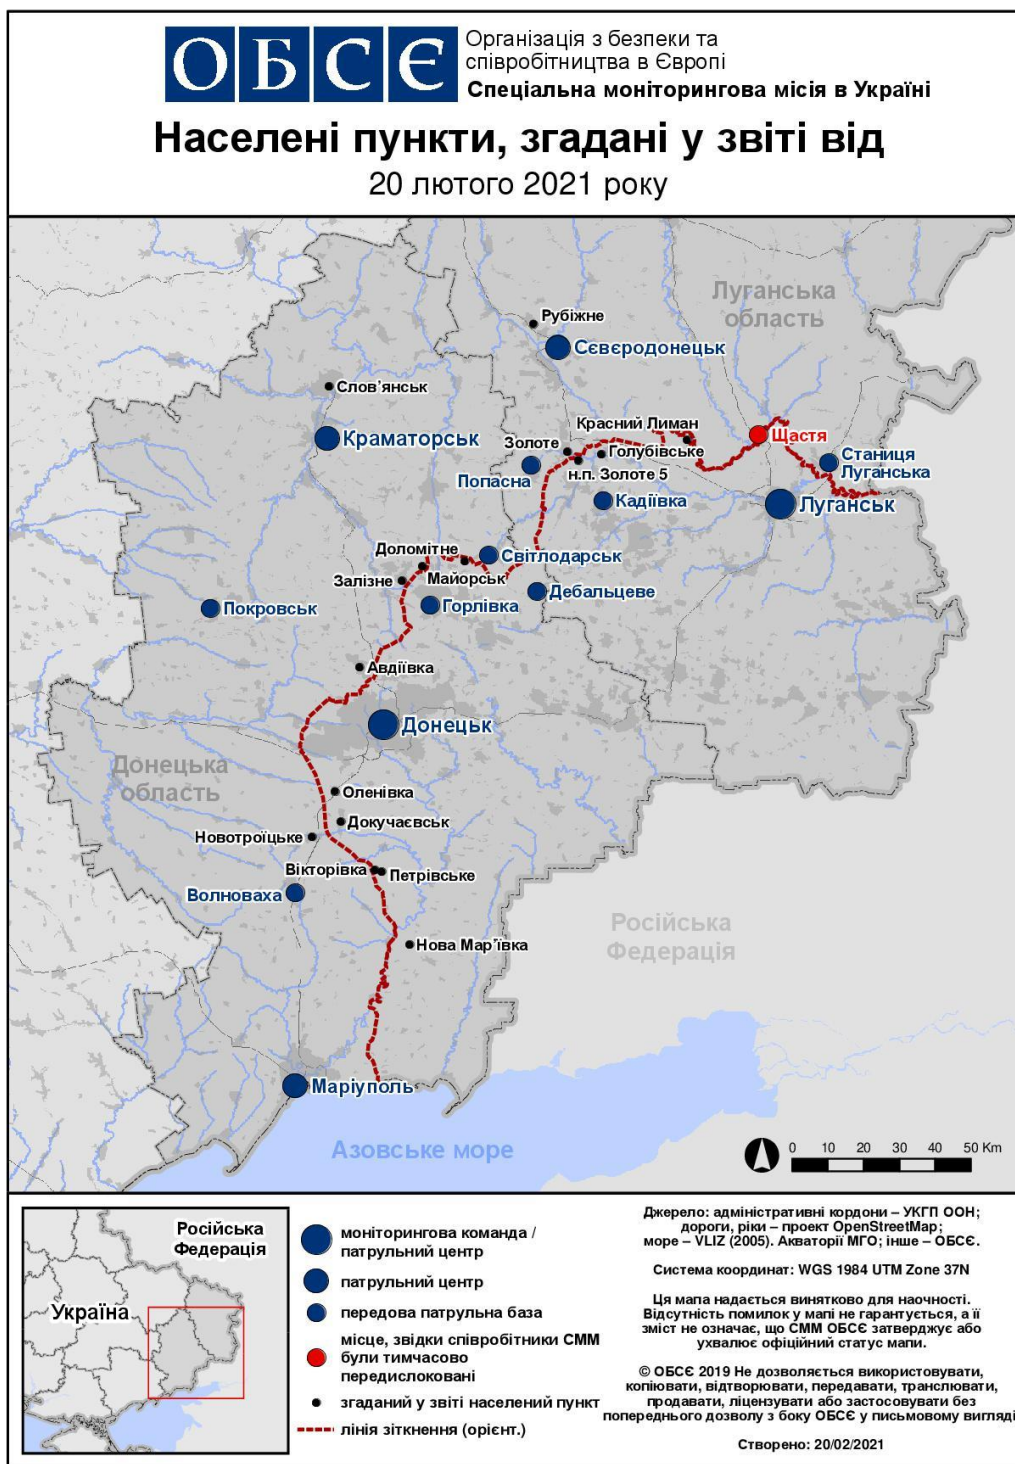 ОБСЄ
Організація з безпеки та
співробітництва в Європі
Спеціальна моніторингова місія в Україні
Населені пункти, згадані у звіті від
20 лютого 2021 року
Луганська
область
Рубіжне
Сєвєродонецьк
Слов'янськ
Краматорськ
Красний Лиман
Щастя
Золоте
Голубівське
Станиця
Луганська
Попасна
н.п. Золоте 5
Кадіївка
Луганськ
Доломітне
Світлодарськ
Залізне
Майорськ
Дебальцеве
Покровськ
Горлівка
Авдіївка
Донецьк
Донецька
область
Оленівка
Докучаєвськ
Новотроїцьке
Вікторівка
Петрівське
Волноваха
Російська
Федерація
Нова Мар'ївка
Маріуполь
Азовське море
0 10 20 30 40 50 Km
Російська
Федерація
Україна
моніторингова команда /
патрульний центр
патрульний центр
передова патрульна база
місце, звідки співробітники СММ
були тимчасово
передислоковані
згаданий у звіті населений пункт
лінія зіткнення (орієнт.)
Джерело: адміністративні кордони – УКГП ООН;
дороги, ріки – проект OpenStreetMap;
море – VLIZ (2005). Акваторії МГО; інше – ОБСЄ.
Система координат: WGS 1984 UTM Zone 37N
Ця мапа надається винятково для наочності.
Відсутність помилок у мапі не гарантується, а її
зміст не означає, що СММ ОБСЄ затверджує або
ухвалює офіційний статус мапи.
© ОБСЄ 2019 Не дозволяється використовувати,
копіювати, відтворювати, передавати, транслювати,
продавати, ліцензувати або застосовувати без
попереднього дозволу з боку ОБСЄ у письмовому вигляді
Створено: 20/02/2021